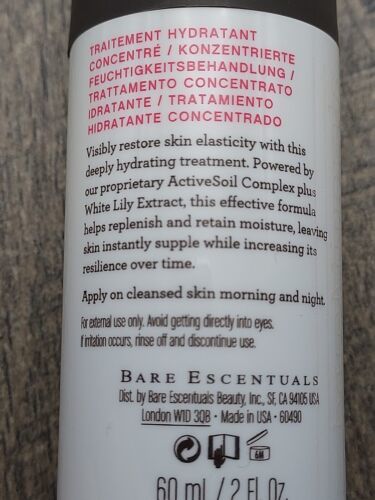 TRAITEMENT HYDRATANT
CONCENTRÉ / KONZENTRIERTE
FEUCHTIGKEITSBEHANDLUNG /
TRATTAMENTO CONCENTRATO
IDRATANTE / TRATAMIENTO
HIDRATANTE CONCENTRADO
Visibly restore skin elasticity with this
deeply hydrating treatment. Powered by
our proprietary ActiveSoil Complex plus
White Lily Extract, this effective formula
helps replenish and retain moisture, leaving
skin instantly supple while increasing its
resilience over time.
Apply on cleansed skin morning and night.
For external use only. Avoid getting directly into eyes.
If irritation occurs, rinse off and discontinue use.
BARE ESCENTUALS
Dist. by Bare Escentuals Beauty, Inc., SF, CA 94105 USA
London W1D 3QB · Made in USA · 60490
6M
60 ml / 2 Fl. Oz.